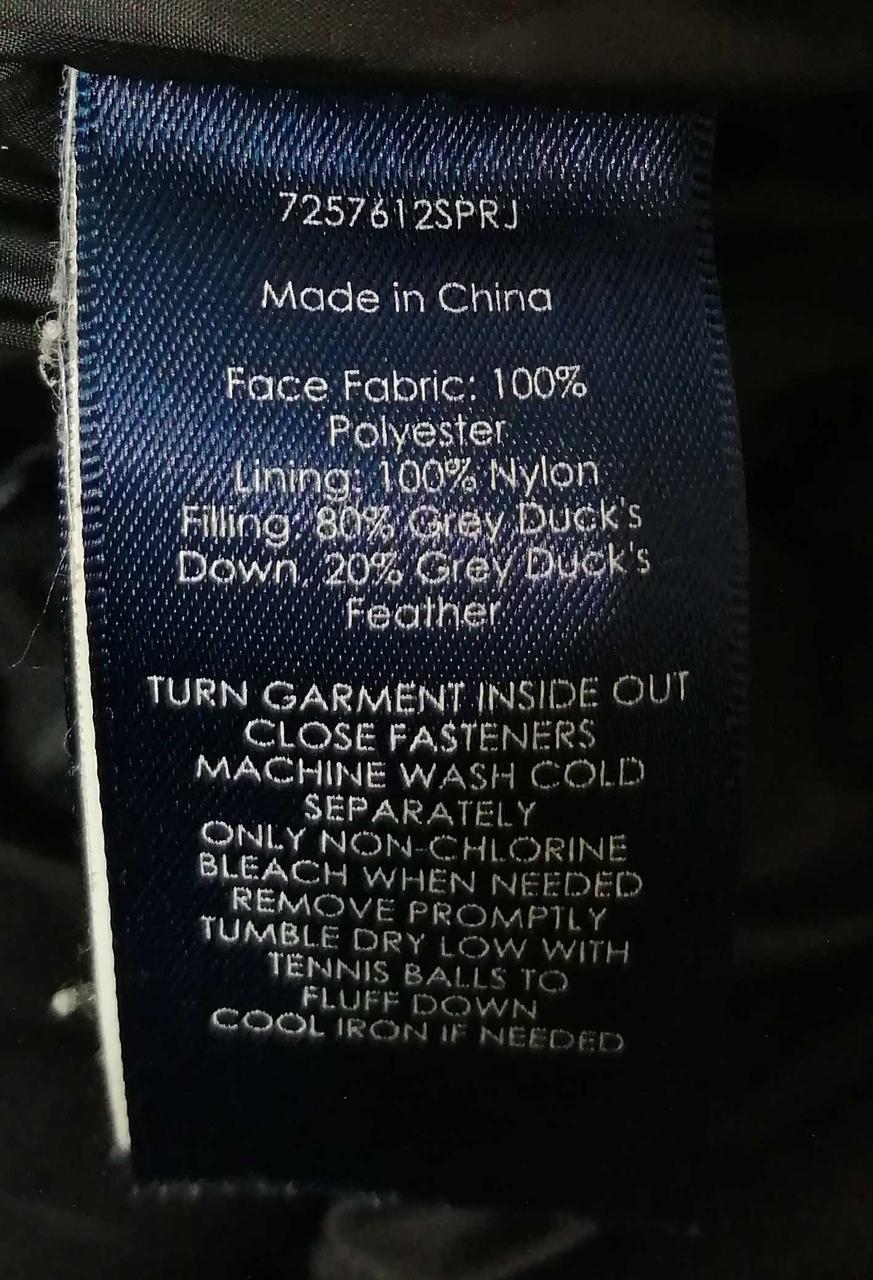 7257612SPRJ
Made in China
Face Fabric: 100%
Polyester
Lining: 100% Nylon
Filling: 80% Grey Duck's
Down, 20% Grey Duck's
Feather
TURN GARMENT INSIDE OUT
CLOSE FASTENERS
MACHINE WASH COLD
SEPARATELY
ONLY NON-CHLORINE
BLEACH WHEN NEEDED
REMOVE PROMPTLY
TUMBLE DRY LOW WITH
TENNIS BALLS TO
FLUFF DOWN
COOL IRON IF NEEDED